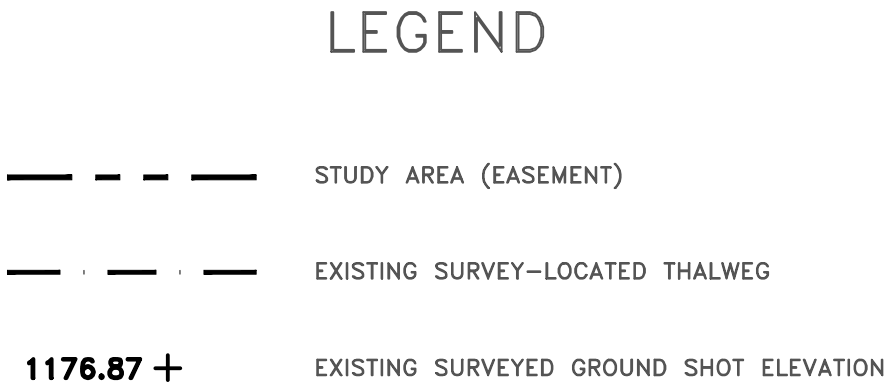 LEGEND
STUDY AREA (EASEMENT)
EXISTING SURVEY-LOCATED THALWEG
1176.87 + EXISTING SURVEYED GROUND SHOT ELEVATION